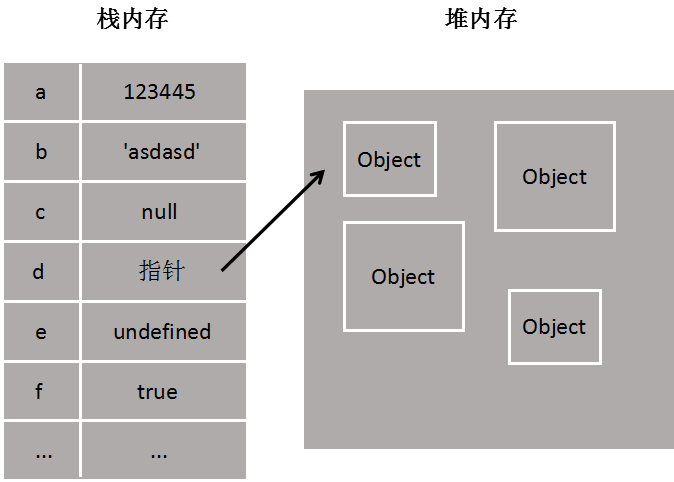 栈内存
堆内存
a 123445
b 'asdasd'
c null
d 指针
e undefined
f true
... ...
Object
Object
Object
Object